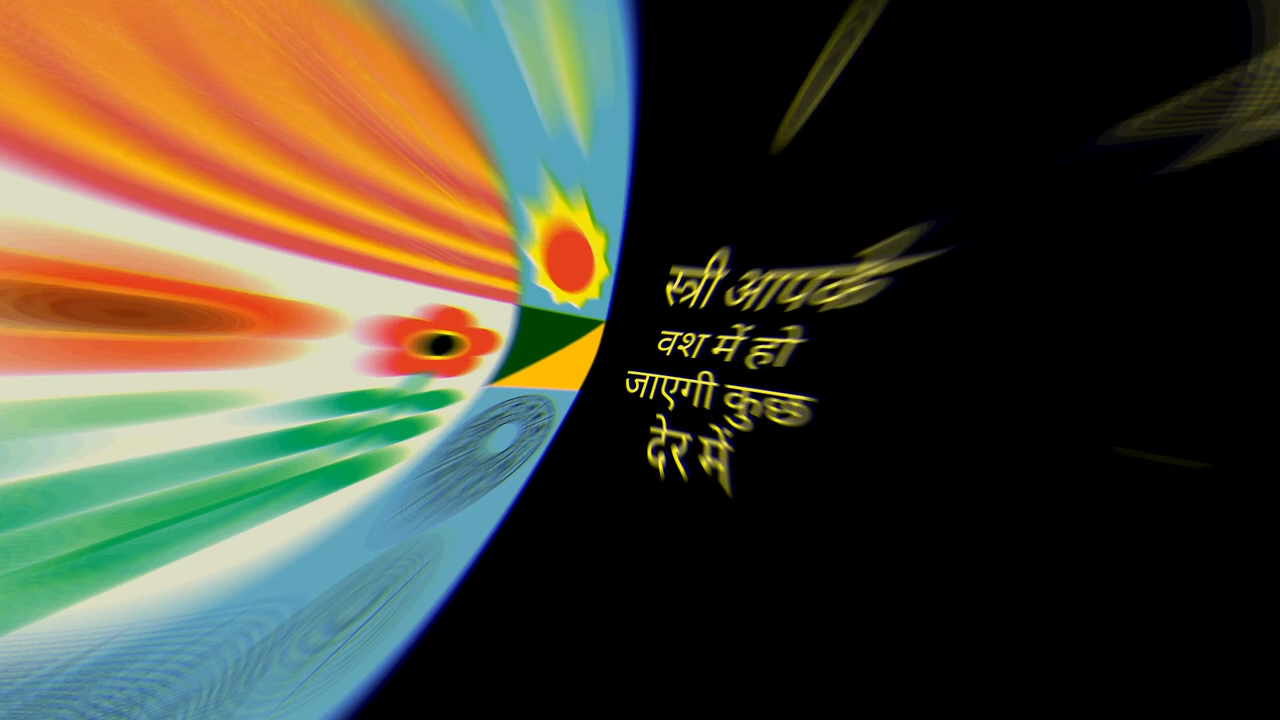 स्त्री आपके
वश में हो
जाएगी कुछ
देर में